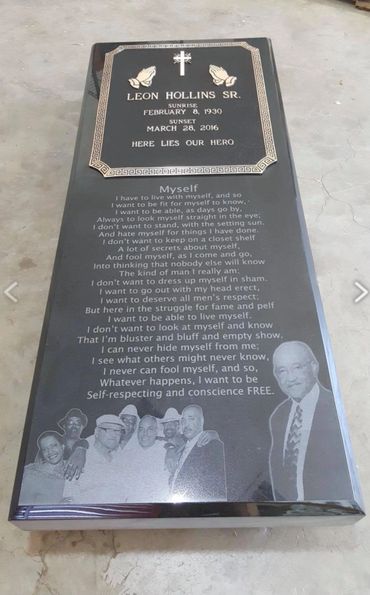 LEON HOLLINS SR.
SUNRISE
FEBRUARY 8, 1930
SUNSET
MARCH 28, 2016
HERE LIES OUR HERO
Myself
I have to live with myself, and so
I want to be fit for myself to know,
I want to be able, as days go by,
Always to look myself straight in the eye;
I don't want to stand, with the setting sun,
And hate myself for things I have done.
I don't want to keep on a closet shelf
A lot of secrets about myself,
And fool myself, as I come and go,
Into thinking that nobody else will know
The kind of man I really am;
I don't want to dress up myself in sham.
I want to go out with my head erect,
I want to deserve all men's respect;
But here in the struggle for fame and pelf
I want to be able to live myself.
I don't want to look at myself and know
That I'm bluster and bluff and empty show.
I can never hide myself from me;
I see what others might never know,
I never can fool myself, and so,
Whatever happens, I want to be
Self-respecting and conscience FREE.